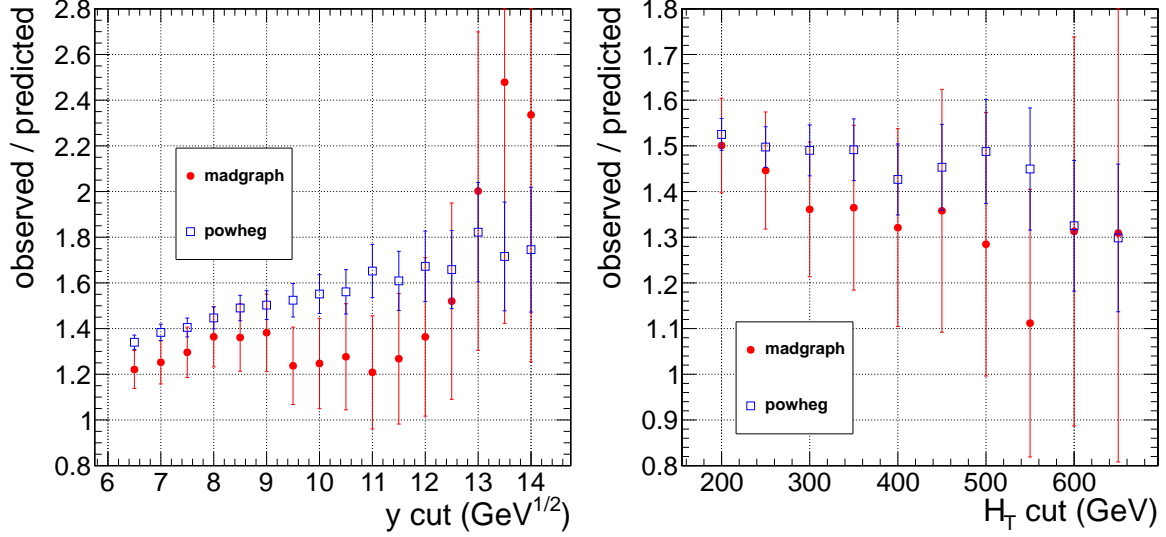 observed / predicted
2.8
2.6
2.4
2.2
2
1.8
1.6
1.4
1.2
1
0.8
madgraph
powheg
6 7 8 9 10 11 12 13 14
y cut (GeV^{1/2})
observed / predicted
1.8
1.7
1.6
1.5
1.4
1.3
1.2
1.1
1
0.9
0.8
madgraph
powheg
200 300 400 500 600
H_T cut (GeV)